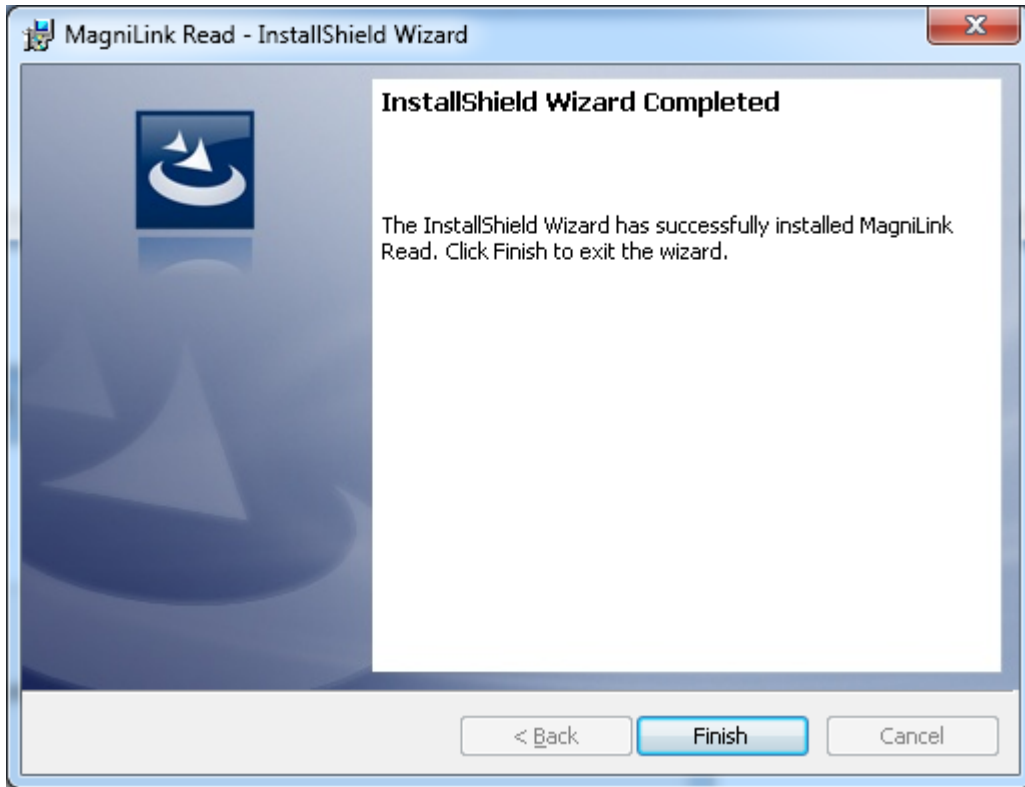 MagniLink Read - InstallShield Wizard
InstallShield Wizard Completed
The InstallShield Wizard has successfully installed MagniLink
Read. Click Finish to exit the wizard.
< Back Finish Cancel